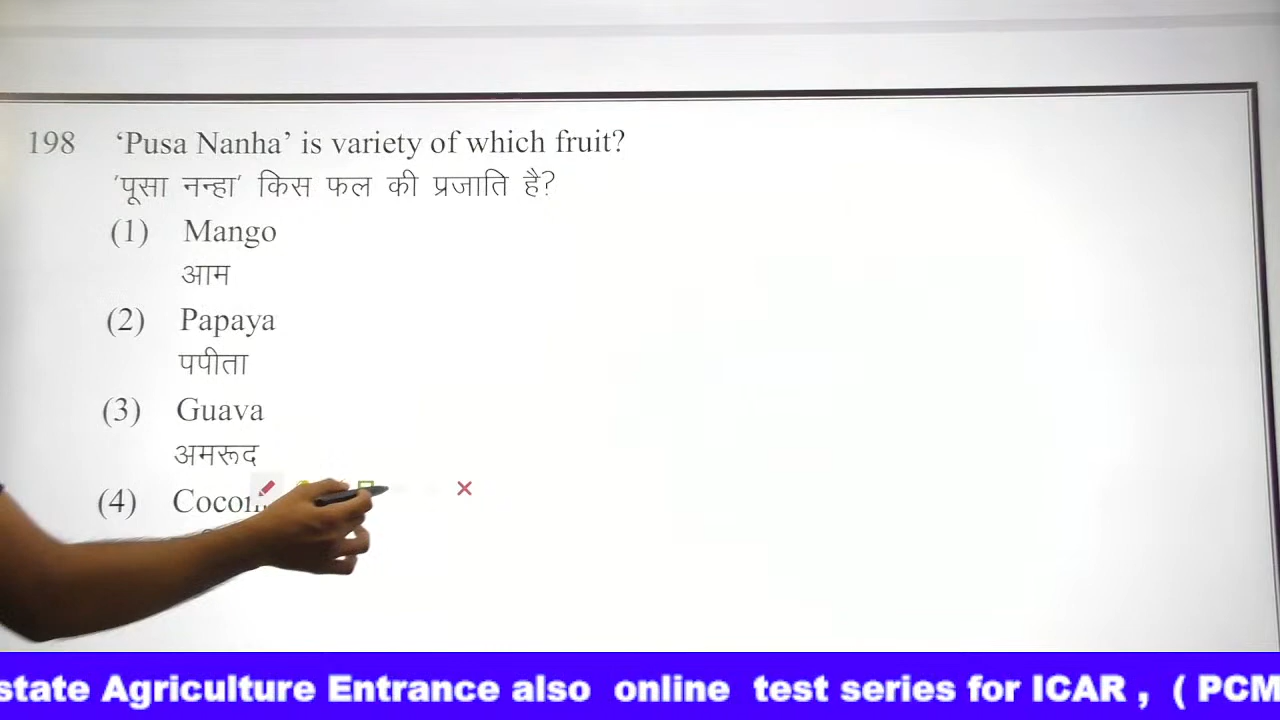 198 'Pusa Nanha' is variety of which fruit?
'पूसा नन्हा' किस फल की प्रजाति है?
(1) Mango
आम
(2) Papaya
पपीता
(3) Guava
अमरूद
(4)
state Agriculture Entrance also online test series for ICAR , ( PCM